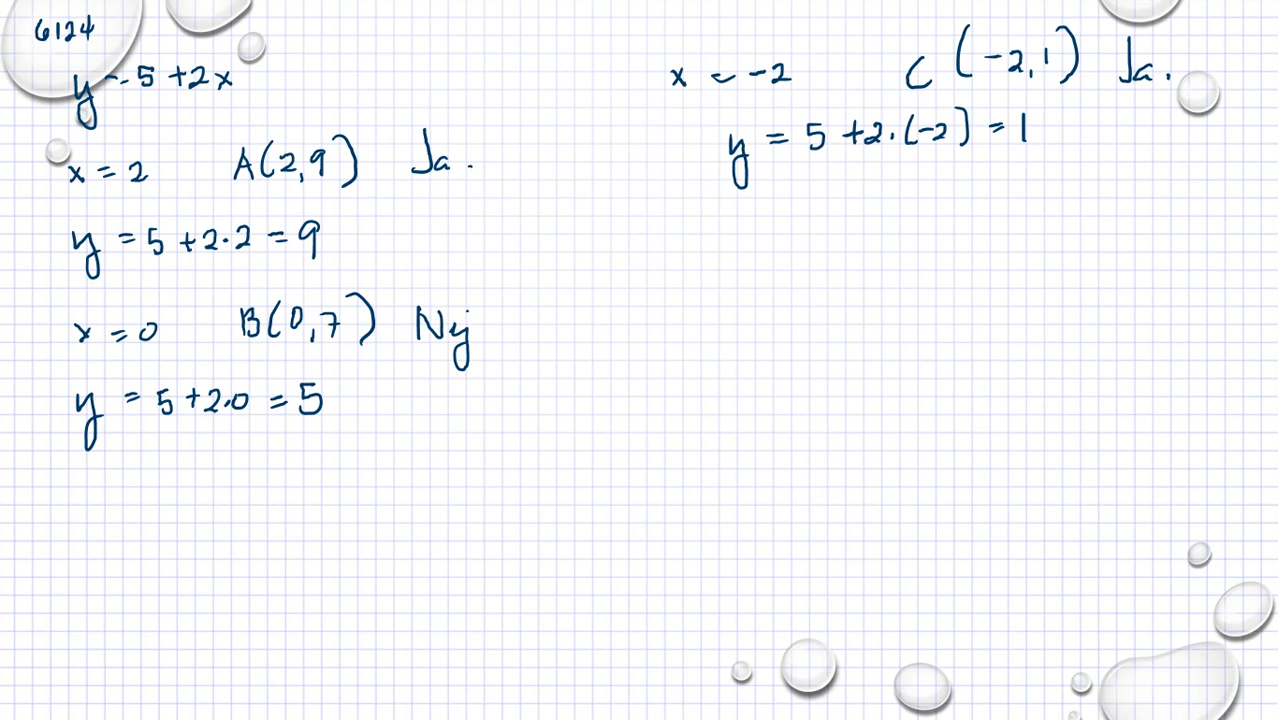 6124
y = 5 + 2x
x = 2 A(2,9) Ja.
y = 5 + 2·2 = 9
x = 0 B(0,7) Nej
y = 5 + 2·0 = 5
x = -2 C (-2,1) Ja.
y = 5 + 2·(-2) = 1